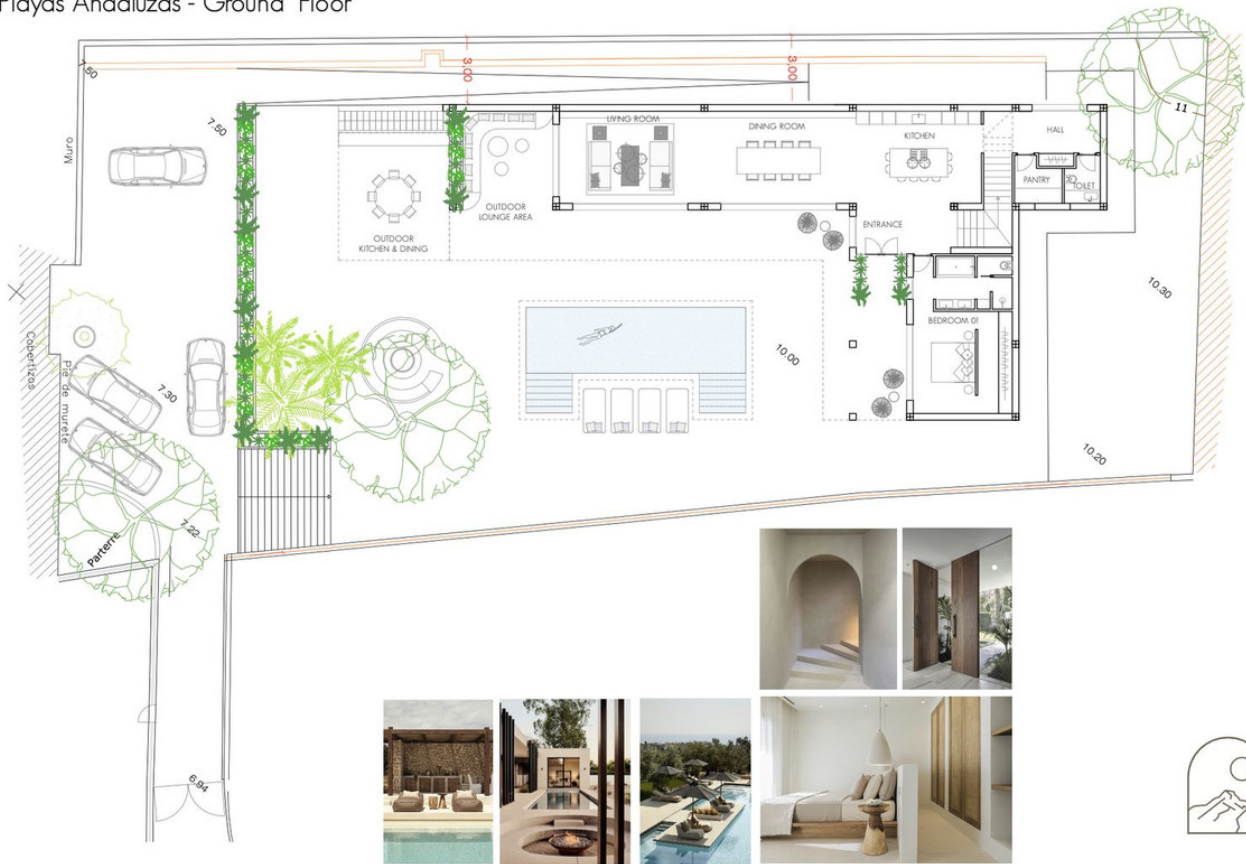 Playas Andaluzas - Ground Floor
7.50
3.00
3.00
11
Muro
7.50
LIVING ROOM
DINING ROOM
KITCHEN
HALL
PANTRY
TOILET
OUTDOOR
LOUNGE AREA
ENTRANCE
OUTDOOR
KITCHEN & DINING
10.30
BEDROOM 01
Cobertizos
Pie de murete
7.30
10.00
10.20
7.22
Parterre
6.94